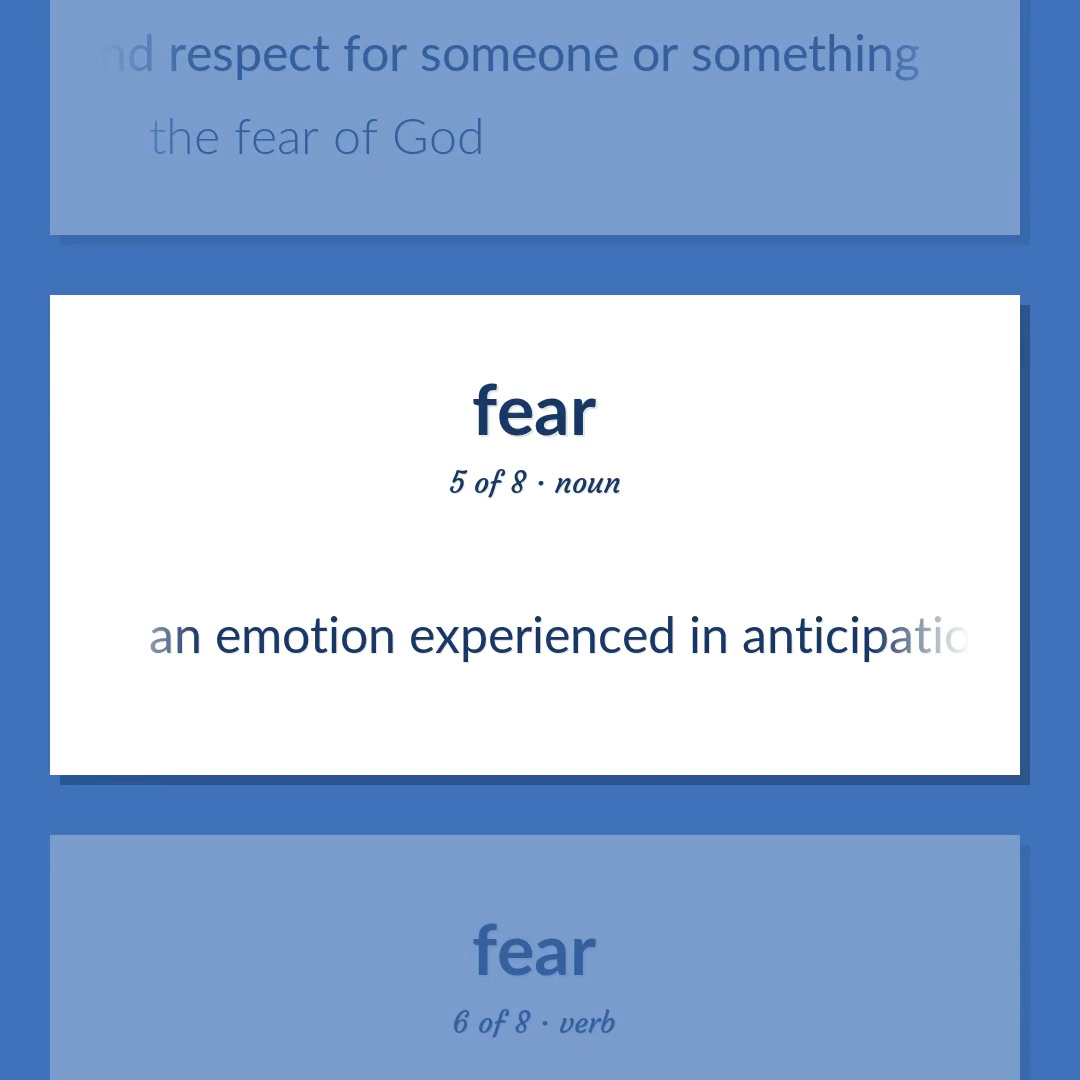 respect for someone or something
the fear of God
fear
5 of 8 · noun
an emotion experienced in
fear
6 of 8 · verb